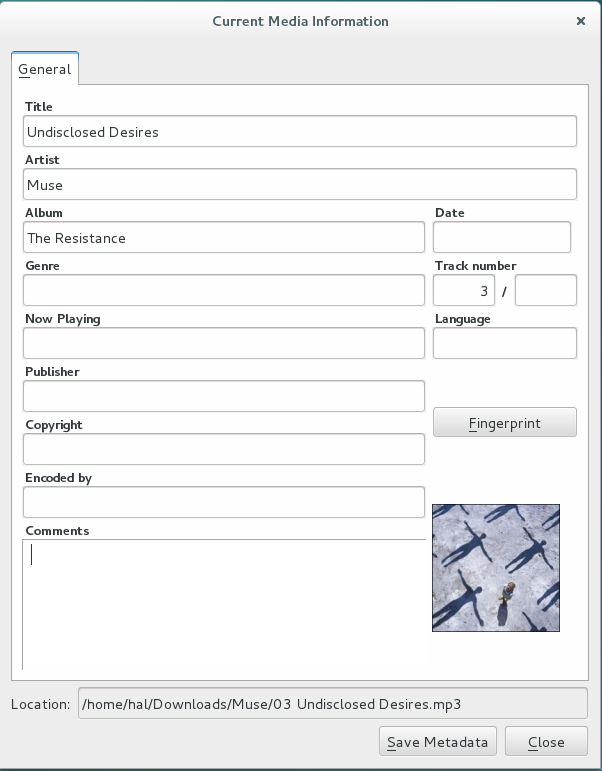 Current Media Information
General
Title
Undisclosed Desires
Artist
Muse
Album Date
The Resistance
Genre Track number
3 /
Now Playing Language
Publisher
Copyright
Fingerprint
Encoded by
Comments
Location: /home/hal/Downloads/Muse/03 Undisclosed Desires.mp3
Save Metadata Close